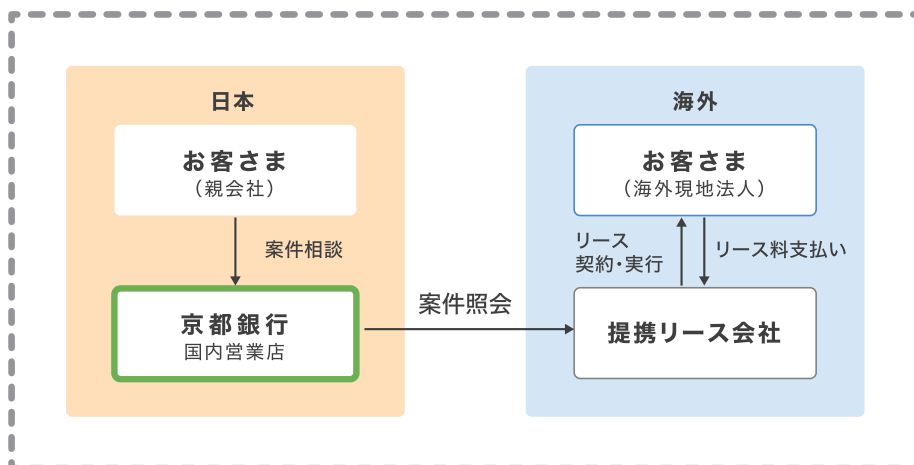 日本
お客さま
（親会社）
案件相談
京都銀行
国内営業店
案件照会
海外
お客さま
（海外現地法人）
リース
契約・実行
リース料支払い
提携リース会社